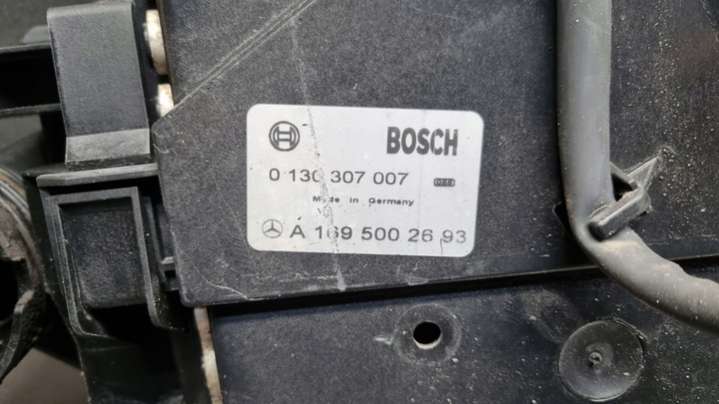 BOSCH
0 130 307 007
Made in Germany
A 169 500 26 93